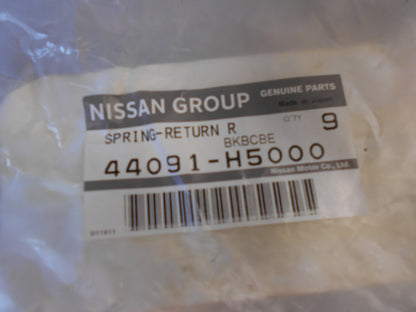 NISSAN GROUP
GENUINE PARTS
Made in Japan
SPRING-RETURN R
Q'TY 9
BKBCBE
44091-H5000
Nissan Motor Co., Ltd.